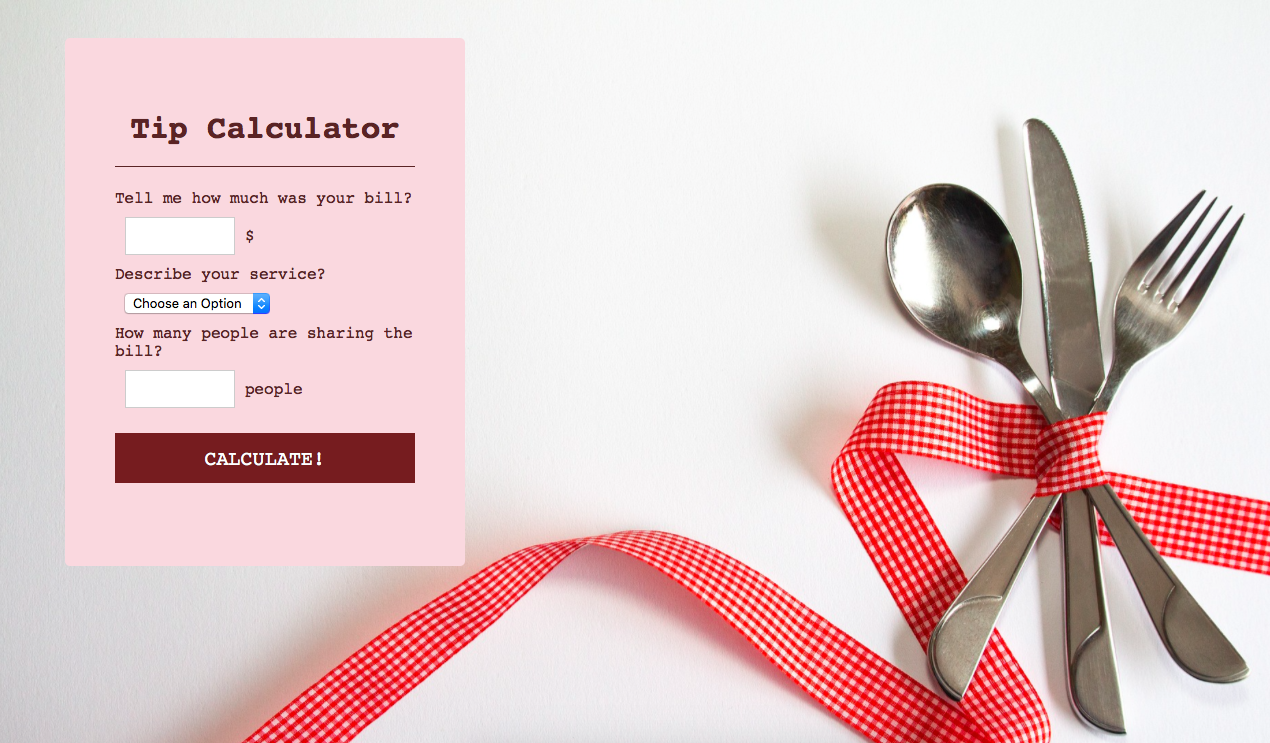 Tip Calculator
Tell me how much was your bill?
$
Describe your service?
Choose an Option
How many people are sharing the
bill?
people
CALCULATE!